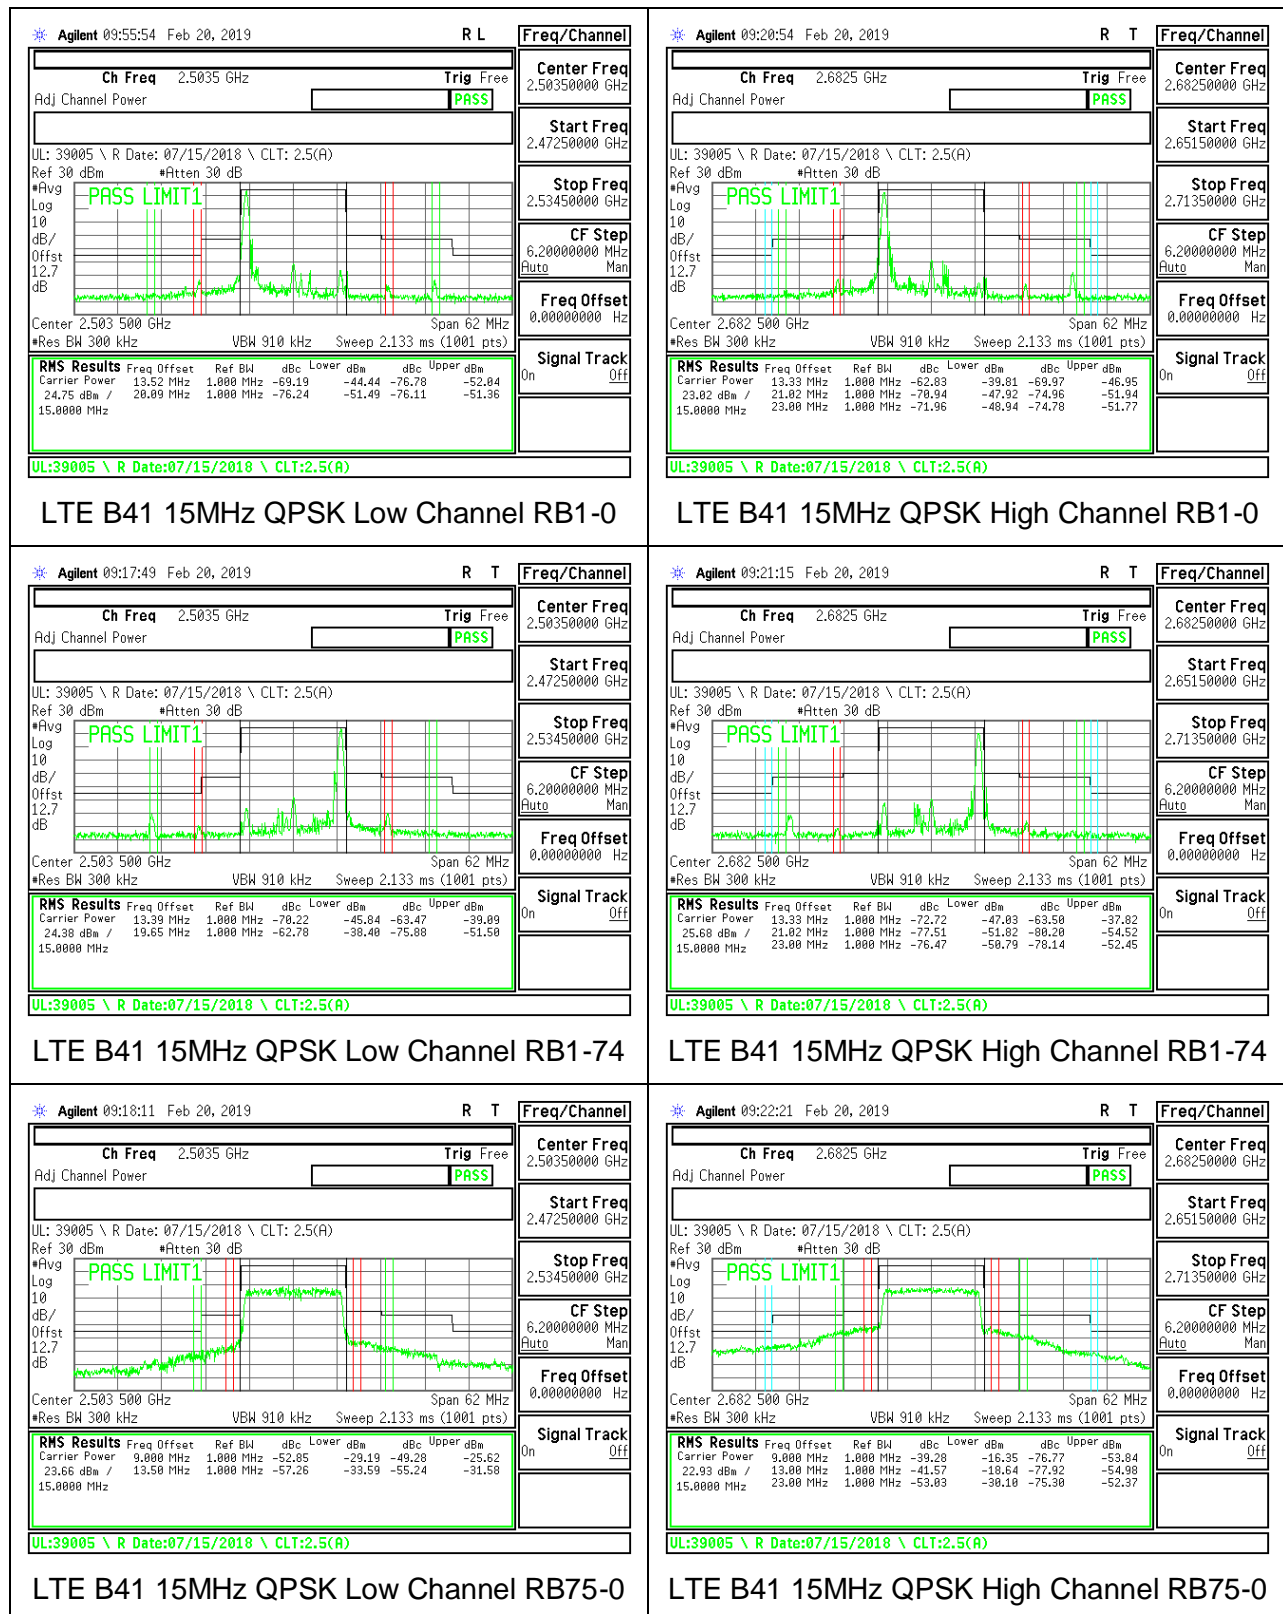 Agilent 09:55:54 Feb 20, 2019 R L Freq/Channel
Ch Freq 2.5035 GHz Trig Free
Adj Channel Power PASS
Center Freq
2.50350000 GHz
Start Freq
2.47250000 GHz
Stop Freq
2.53450000 GHz
CF Step
6.20000000 MHz
Auto Man
Freq Offset
0.00000000 Hz
Signal Track
On Off
UL: 39005 \ R Date: 07/15/2018 \ CLT: 2.5(A)
Ref 30 dBm #Atten 30 dB
#Avg
Log
10
dB/
Offst
12.7
dB
PASS LIMIT1
Center 2.503 500 GHz Span 62 MHz
#Res BW 300 kHz VBW 910 kHz Sweep 2.133 ms (1001 pts)
RMS Results Freq Offset Ref BW dBc Lower dBm dBc Upper dBm
Carrier Power 13.52 MHz 1.000 MHz -69.19 -44.44 -76.78 -52.04
24.75 dBm / 20.09 MHz 1.000 MHz -76.24 -51.49 -76.11 -51.36
15.0000 MHz
UL:39005 \ R Date:07/15/2018 \ CLT:2.5(A)
LTE B41 15MHz QPSK Low Channel RB1-0
Agilent 09:20:54 Feb 20, 2019 R T Freq/Channel
Ch Freq 2.6825 GHz Trig Free
Adj Channel Power PASS
Center Freq
2.68250000 GHz
Start Freq
2.65150000 GHz
Stop Freq
2.71350000 GHz
CF Step
6.20000000 MHz
Auto Man
Freq Offset
0.00000000 Hz
Signal Track
On Off
UL: 39005 \ R Date: 07/15/2018 \ CLT: 2.5(A)
Ref 30 dBm #Atten 30 dB
#Avg
Log
10
dB/
Offst
12.7
dB
PASS LIMIT1
Center 2.682 500 GHz Span 62 MHz
#Res BW 300 kHz VBW 910 kHz Sweep 2.133 ms (1001 pts)
RMS Results Freq Offset Ref BW dBc Lower dBm dBc Upper dBm
Carrier Power 13.33 MHz 1.000 MHz -62.83 -39.81 -69.97 -46.95
23.02 dBm / 21.02 MHz 1.000 MHz -70.94 -47.92 -74.96 -51.94
15.0000 MHz 23.00 MHz 1.000 MHz -71.96 -48.94 -74.78 -51.77
UL:39005 \ R Date:07/15/2018 \ CLT:2.5(A)
LTE B41 15MHz QPSK High Channel RB1-0
Agilent 09:17:49 Feb 20, 2019 R T Freq/Channel
Ch Freq 2.5035 GHz Trig Free
Adj Channel Power PASS
Center Freq
2.50350000 GHz
Start Freq
2.47250000 GHz
Stop Freq
2.53450000 GHz
CF Step
6.20000000 MHz
Auto Man
Freq Offset
0.00000000 Hz
Signal Track
On Off
UL: 39005 \ R Date: 07/15/2018 \ CLT: 2.5(A)
Ref 30 dBm #Atten 30 dB
#Avg
Log
10
dB/
Offst
12.7
dB
PASS LIMIT1
Center 2.503 500 GHz Span 62 MHz
#Res BW 300 kHz VBW 910 kHz Sweep 2.133 ms (1001 pts)
RMS Results Freq Offset Ref BW dBc Lower dBm dBc Upper dBm
Carrier Power 13.39 MHz 1.000 MHz -70.22 -45.84 -63.47 -39.09
24.38 dBm / 19.65 MHz 1.000 MHz -62.78 -38.40 -75.88 -51.50
15.0000 MHz
UL:39005 \ R Date:07/15/2018 \ CLT:2.5(A)
LTE B41 15MHz QPSK Low Channel RB1-74
Agilent 09:21:15 Feb 20, 2019 R T Freq/Channel
Ch Freq 2.6825 GHz Trig Free
Adj Channel Power PASS
Center Freq
2.68250000 GHz
Start Freq
2.65150000 GHz
Stop Freq
2.71350000 GHz
CF Step
6.20000000 MHz
Auto Man
Freq Offset
0.00000000 Hz
Signal Track
On Off
UL: 39005 \ R Date: 07/15/2018 \ CLT: 2.5(A)
Ref 30 dBm #Atten 30 dB
#Avg
Log
10
dB/
Offst
12.7
dB
PASS LIMIT1
Center 2.682 500 GHz Span 62 MHz
#Res BW 300 kHz VBW 910 kHz Sweep 2.133 ms (1001 pts)
RMS Results Freq Offset Ref BW dBc Lower dBm dBc Upper dBm
Carrier Power 13.33 MHz 1.000 MHz -72.72 -47.03 -63.50 -37.82
25.68 dBm / 21.02 MHz 1.000 MHz -77.51 -51.82 -80.20 -54.52
15.0000 MHz 23.00 MHz 1.000 MHz -76.47 -50.79 -78.14 -52.45
UL:39005 \ R Date:07/15/2018 \ CLT:2.5(A)
LTE B41 15MHz QPSK High Channel RB1-74
Agilent 09:18:11 Feb 20, 2019 R T Freq/Channel
Ch Freq 2.5035 GHz Trig Free
Adj Channel Power PASS
Center Freq
2.50350000 GHz
Start Freq
2.47250000 GHz
Stop Freq
2.53450000 GHz
CF Step
6.20000000 MHz
Auto Man
Freq Offset
0.00000000 Hz
Signal Track
On Off
UL: 39005 \ R Date: 07/15/2018 \ CLT: 2.5(A)
Ref 30 dBm #Atten 30 dB
#Avg
Log
10
dB/
Offst
12.7
dB
PASS LIMIT1
Center 2.503 500 GHz Span 62 MHz
#Res BW 300 kHz VBW 910 kHz Sweep 2.133 ms (1001 pts)
RMS Results Freq Offset Ref BW dBc Lower dBm dBc Upper dBm
Carrier Power 9.000 MHz 1.000 MHz -52.85 -29.19 -49.28 -25.62
23.66 dBm / 13.50 MHz 1.000 MHz -57.26 -33.59 -55.24 -31.58
15.0000 MHz
UL:39005 \ R Date:07/15/2018 \ CLT:2.5(A)
LTE B41 15MHz QPSK Low Channel RB75-0
Agilent 09:22:21 Feb 20, 2019 R T Freq/Channel
Ch Freq 2.6825 GHz Trig Free
Adj Channel Power PASS
Center Freq
2.68250000 GHz
Start Freq
2.65150000 GHz
Stop Freq
2.71350000 GHz
CF Step
6.20000000 MHz
Auto Man
Freq Offset
0.00000000 Hz
Signal Track
On Off
UL: 39005 \ R Date: 07/15/2018 \ CLT: 2.5(A)
Ref 30 dBm #Atten 30 dB
#Avg
Log
10
dB/
Offst
12.7
dB
PASS LIMIT1
Center 2.682 500 GHz Span 62 MHz
#Res BW 300 kHz VBW 910 kHz Sweep 2.133 ms (1001 pts)
RMS Results Freq Offset Ref BW dBc Lower dBm dBc Upper dBm
Carrier Power 9.000 MHz 1.000 MHz -39.28 -16.35 -76.77 -53.84
22.93 dBm / 13.00 MHz 1.000 MHz -41.57 -18.64 -77.92 -54.98
15.0000 MHz 23.00 MHz 1.000 MHz -53.03 -30.10 -75.30 -52.37
UL:39005 \ R Date:07/15/2018 \ CLT:2.5(A)
LTE B41 15MHz QPSK High Channel RB75-0